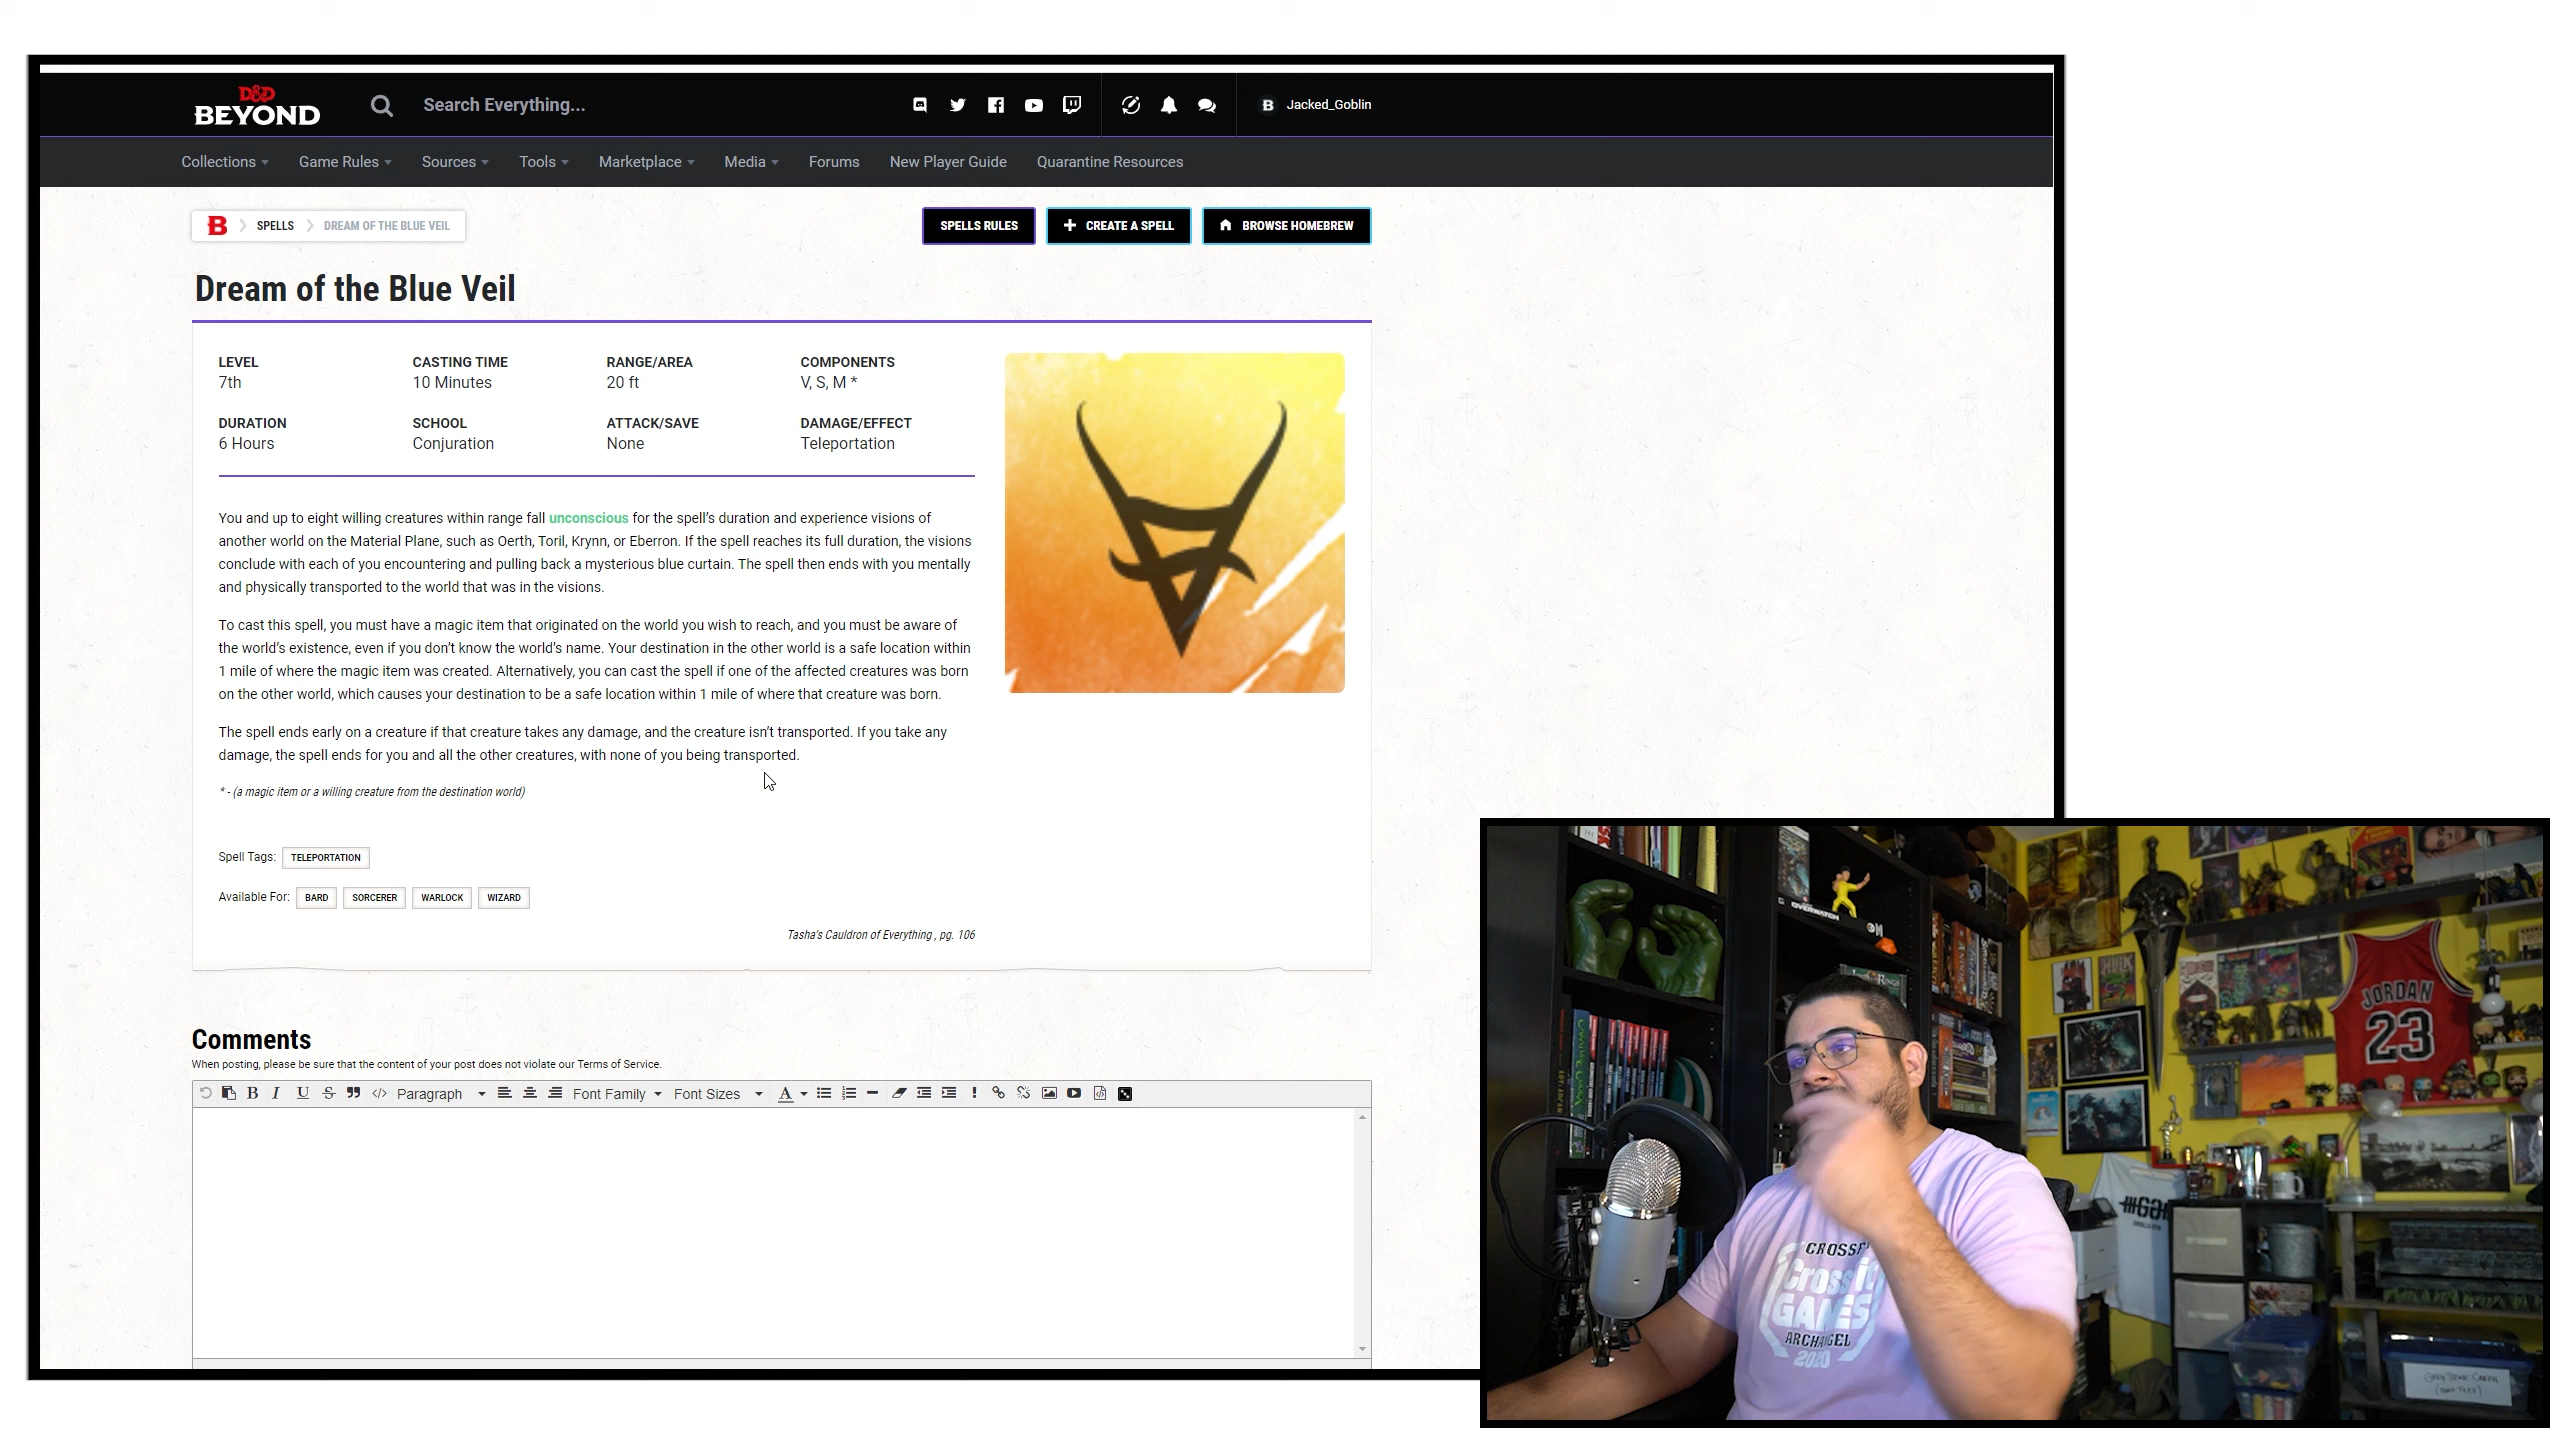 D&D
BEYOND
Search Everything...
Jacked_Goblin
Collections
Game Rules
Sources
Tools
Marketplace
Media
Forums
New Player Guide
Quarantine Resources
SPELLS
DREAM OF THE BLUE VEIL
SPELLS RULES
CREATE A SPELL
BROWSE HOMEBREW
Dream of the Blue Veil
LEVEL
7th
CASTING TIME
10 Minutes
RANGE/AREA
20 ft
COMPONENTS
V, S, M *
DURATION
6 Hours
SCHOOL
Conjuration
ATTACK/SAVE
None
DAMAGE/EFFECT
Teleportation
You and up to eight willing creatures within range fall unconscious for the spell's duration and experience visions of
another world on the Material Plane, such as Oerth, Toril, Krynn, or Eberron. If the spell reaches its full duration, the visions
conclude with each of you encountering and pulling back a mysterious blue curtain. The spell then ends with you mentally
and physically transported to the world that was in the visions.
To cast this spell, you must have a magic item that originated on the world you wish to reach, and you must be aware of
the world's existence, even if you don't know the world's name. Your destination in the other world is a safe location within
1 mile of where the magic item was created. Alternatively, you can cast the spell if one of the affected creatures was born
on the other world, which causes your destination to be a safe location within 1 mile of where that creature was born.
The spell ends early on a creature if that creature takes any damage, and the creature isn't transported. If you take any
damage, the spell ends for you and all the other creatures, with none of you being transported.
* - (a magic item or a willing creature from the destination world)
Spell Tags: TELEPORTATION
Available For: BARD SORCERER WARLOCK WIZARD
Tasha's Cauldron of Everything , pg. 106
Comments
When posting, please be sure that the content of your post does not violate our Terms of Service.
Paragraph
Font Family
Font Sizes
OVERWATCH
JORDAN
23
CROSSF
CrossFit
GAMES
ARCHANGEL
2020